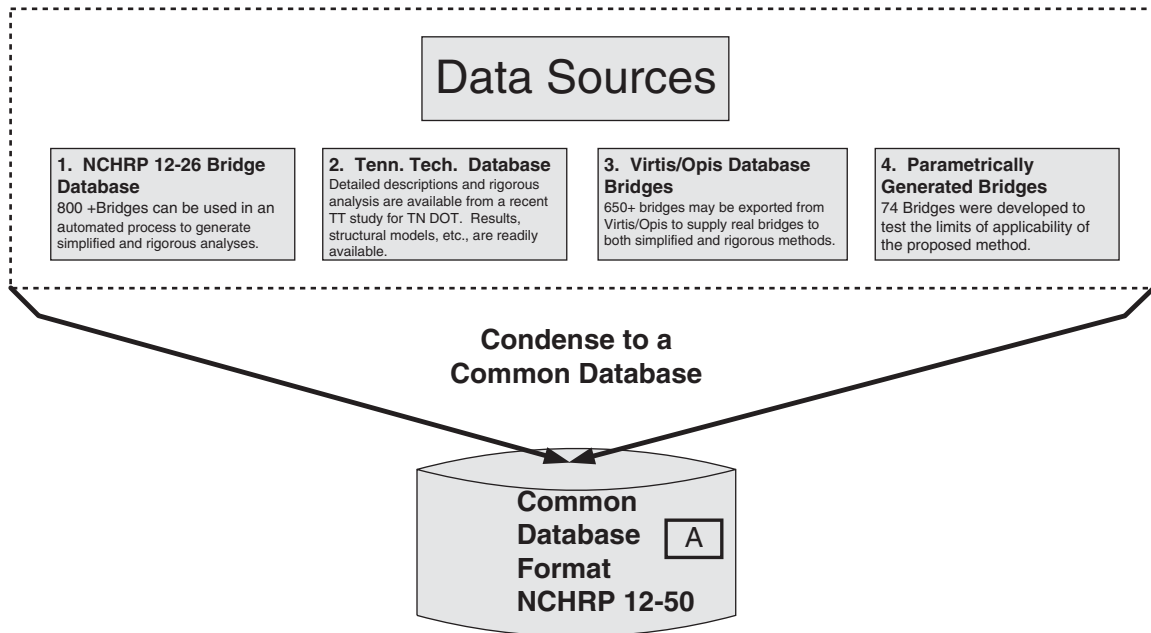 Data Sources
1. NCHRP 12-26 Bridge
Database
800 +Bridges can be used in an
automated process to generate
simplified and rigorous analyses.
2. Tenn. Tech. Database
Detailed descriptions and rigorous
analysis are available from a recent
TT study for TN DOT. Results,
structural models, etc., are readily
available.
3. Virtis/Opis Database
Bridges
650+ bridges may be exported from
Virtis/Opis to supply real bridges to
both simplified and rigorous methods.
4. Parametrically
Generated Bridges
74 Bridges were developed to
test the limits of applicability of
the proposed method.
Condense to a
Common Database
Common
Database
Format
NCHRP 12-50
A